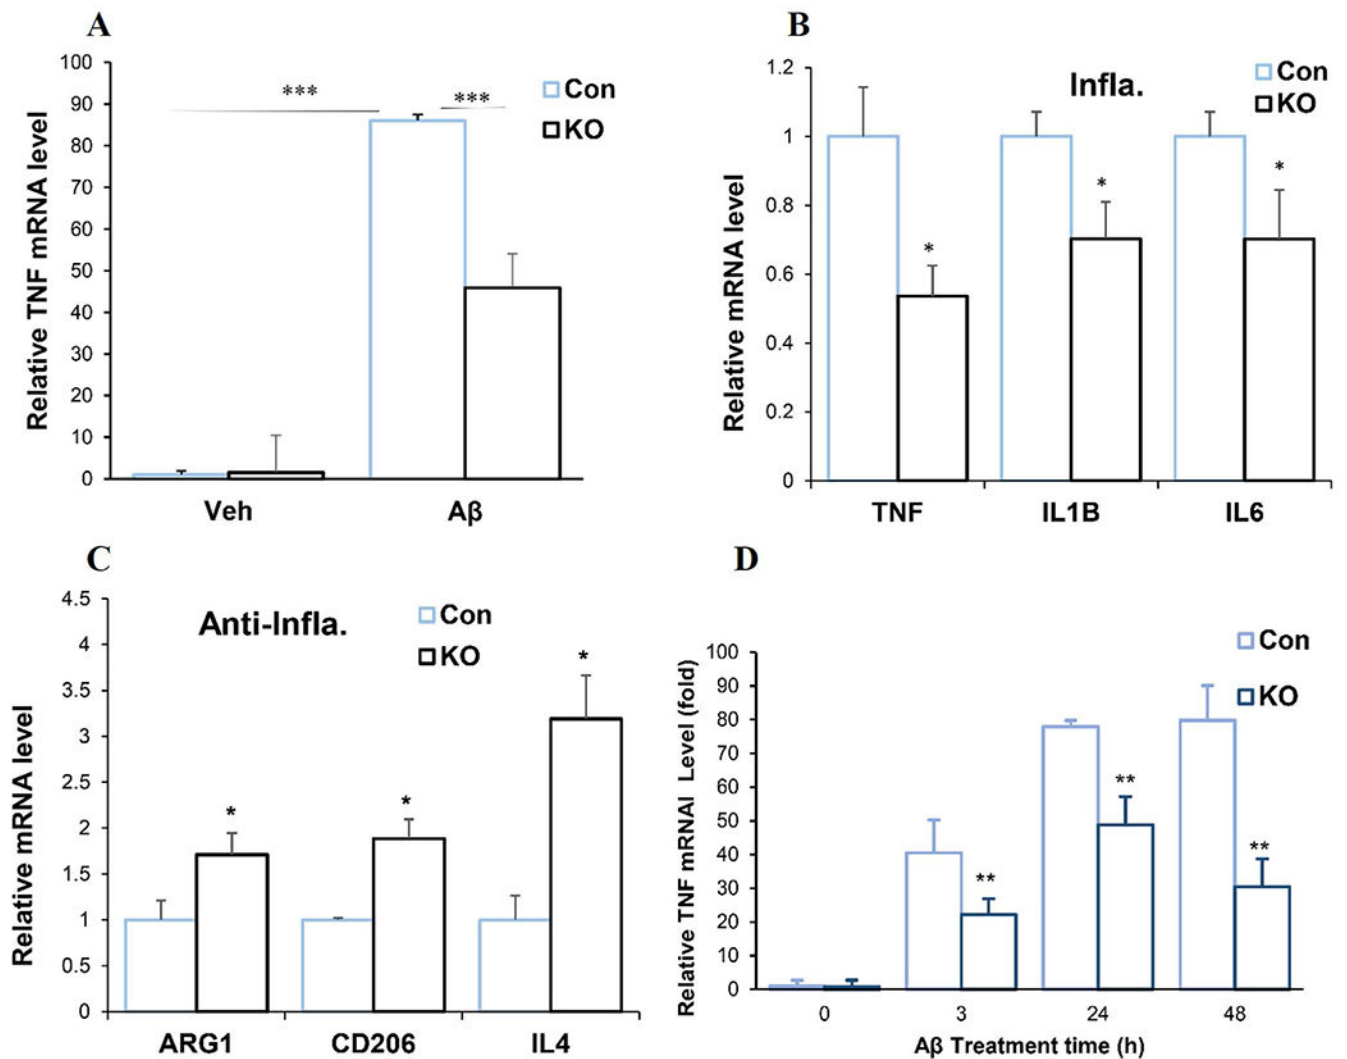 A
Relative TNF mRNA level
100
90
80
70
60
50
40
30
20
10
0
***
***
Con
KO
Veh
Aβ
B
Relative mRNA level
1.2
1
0.8
0.6
0.4
0.2
0
Infla.
Con
KO
*
*
*
TNF
IL1B
IL6
C
Relative mRNA level
4.5
4
3.5
3
2.5
2
1.5
1
0.5
0
Anti-Infla.
Con
KO
*
*
*
ARG1
CD206
IL4
D
Relative TNF mRNAI Level (fold)
100
90
80
70
60
50
40
30
20
10
0
Con
KO
**
**
**
0
3
24
48
Aβ Treatment time (h)